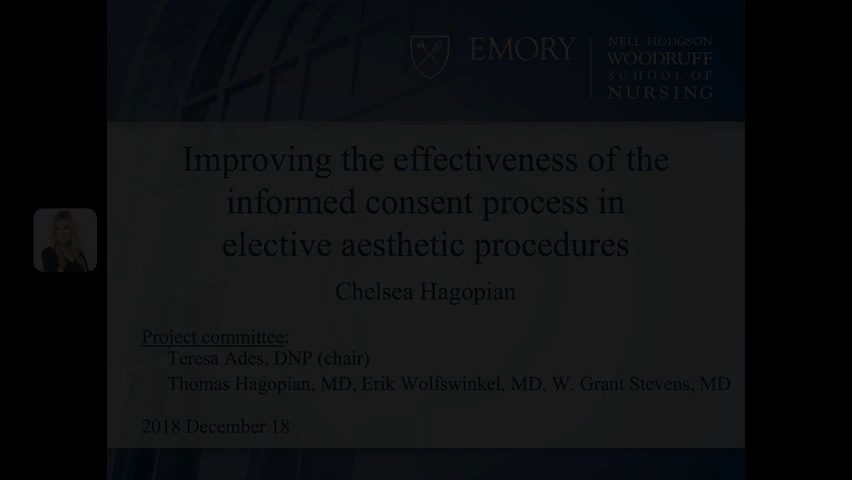 EMORY
NELL HODGSON
WOODRUFF
SCHOOL OF
NURSING
Improving the effectiveness of the
informed consent process in
elective aesthetic procedures
Chelsea Hagopian
Project committee:
Teresa Ades, DNP (chair)
Thomas Hagopian, MD, Erik Wolfswinkel, MD, W. Grant Stevens, MD
2018 December 18